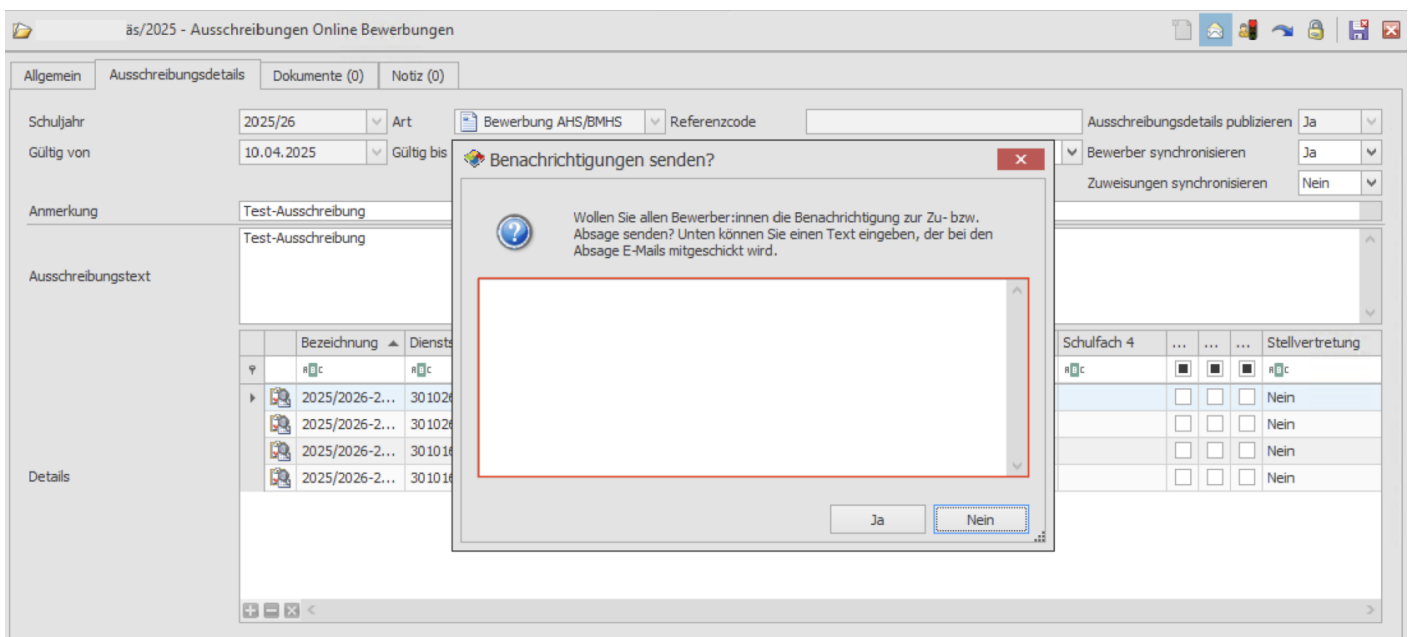 äs/2025 - Ausschreibungen Online Bewerbungen
Allgemein Ausschreibungsdetails Dokumente (0) Notiz (0)
Schuljahr 2025/26 Art Bewerbung AHS/BMHS Referenzcode Ausschreibungsdetails publizieren Ja
Gültig von 10.04.2025 Gültig bis Bewerber synchronisieren Ja
Zuweisungen synchronisieren Nein
Anmerkung Test-Ausschreibung
Ausschreibungstext Test-Ausschreibung
Benachrichtigungen senden?
Wollen Sie allen Bewerber:innen die Benachrichtigung zur Zu- bzw.
Absage senden? Unten können Sie einen Text eingeben, der bei den
Absage E-Mails mitgeschickt wird.
Ja Nein
Bezeichnung Diensts Schulfach 4 ... ... ... Stellvertretung
2025/2026-2... 301026 Nein
2025/2026-2... 301026 Nein
2025/2026-2... 301016 Nein
2025/2026-2... 301016 Nein
Details